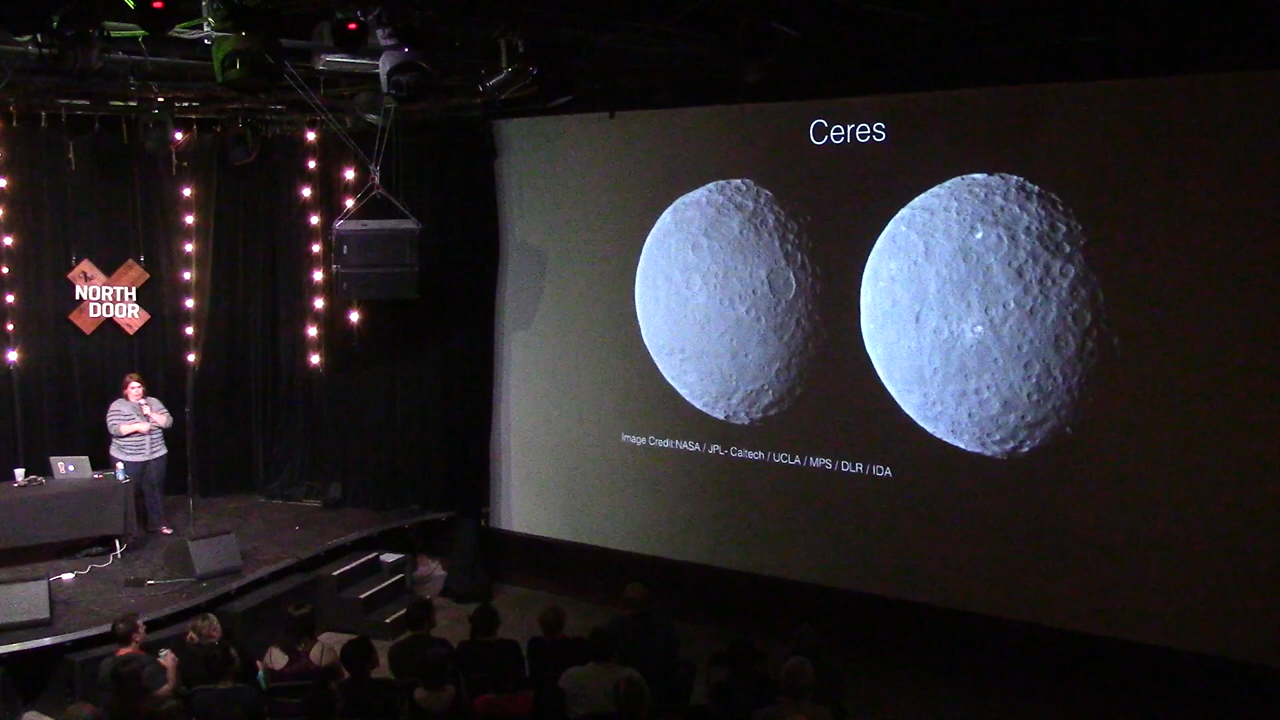 Ceres
NORTH
DOOR
Image Credit:NASA / JPL- Caltech / UCLA / MPS / DLR / IDA